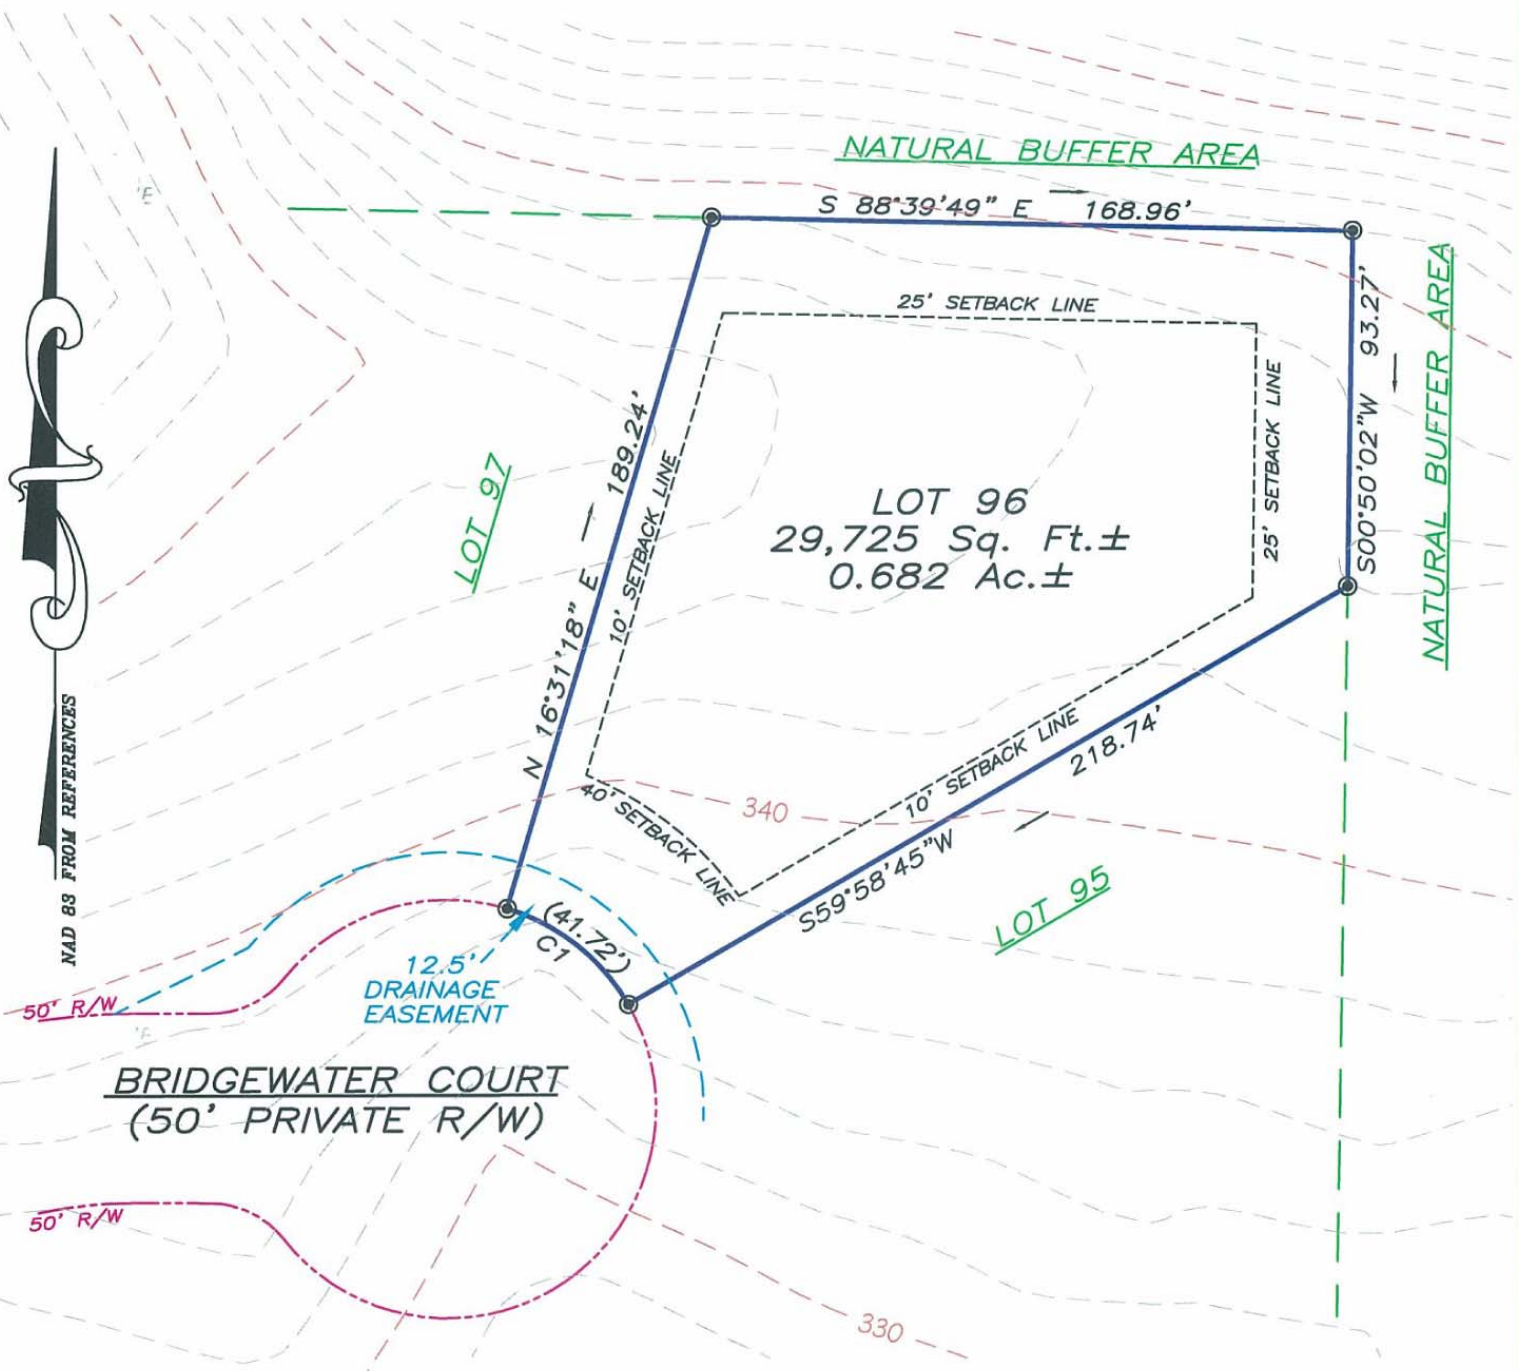 NATURAL BUFFER AREA
S 88°39'49" E 168.96'
25' SETBACK LINE
S00°50'02"W 93.27'
NATURAL BUFFER AREA
25' SETBACK LINE
N 16°31'18" E 189.24'
10' SETBACK LINE
LOT 97
LOT 96
29,725 Sq. Ft.±
0.682 Ac.±
10' SETBACK LINE
218.74'
S59°58'45"W
LOT 95
340
40' SETBACK LINE
(41.72')
C1
12.5'
DRAINAGE
EASEMENT
NAD 83 FROM REFERENCES
50' R/W
BRIDGEWATER COURT
(50' PRIVATE R/W)
50' R/W
330